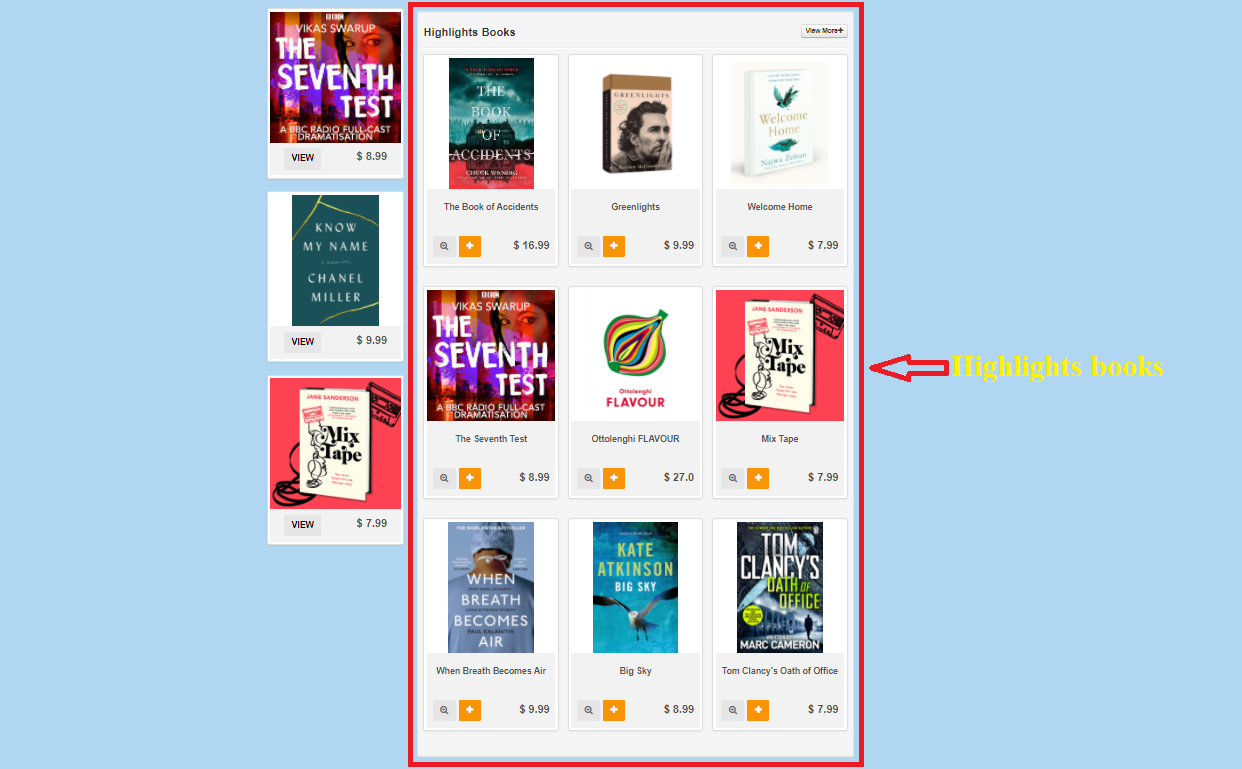 BBC
VIKAS SWARUP
THE
SEVENTH
TEST
A BBC RADIO FULL-CAST
DRAMATISATION
VIEW
$ 8.99
KNOW
MY NAME
CHANEL
MILLER
VIEW
$ 9.99
JANE SANDERSON
Mix
Tape
VIEW
$ 7.99
Highlights Books
View More+
THE
BOOK
OF
ACCIDENTS
CHUCK WENDIG
The Book of Accidents
$ 16.99
GREENLIGHTS
Greenlights
$ 9.99
Welcome
Home
Najwa Zebian
Welcome Home
$ 7.99
BBC
VIKAS SWARUP
THE
SEVENTH
TEST
A BBC RADIO FULL-CAST
DRAMATISATION
The Seventh Test
$ 8.99
Ottolenghi
FLAVOUR
Ottolenghi FLAVOUR
$ 27.0
JANE SANDERSON
Mix
Tape
Mix Tape
$ 7.99
THE WORLDWIDE BESTSELLER
WHEN
BREATH
BECOMES
AIR
PAUL KALANITHI
When Breath Becomes Air
$ 9.99
KATE
ATKINSON
BIG SKY
Big Sky
$ 8.99
TOM
CLANCY'S
OATH OF
OFFICE
WRITTEN BY
MARC CAMERON
Tom Clancy's Oath of Office
$ 7.99
Highlights books